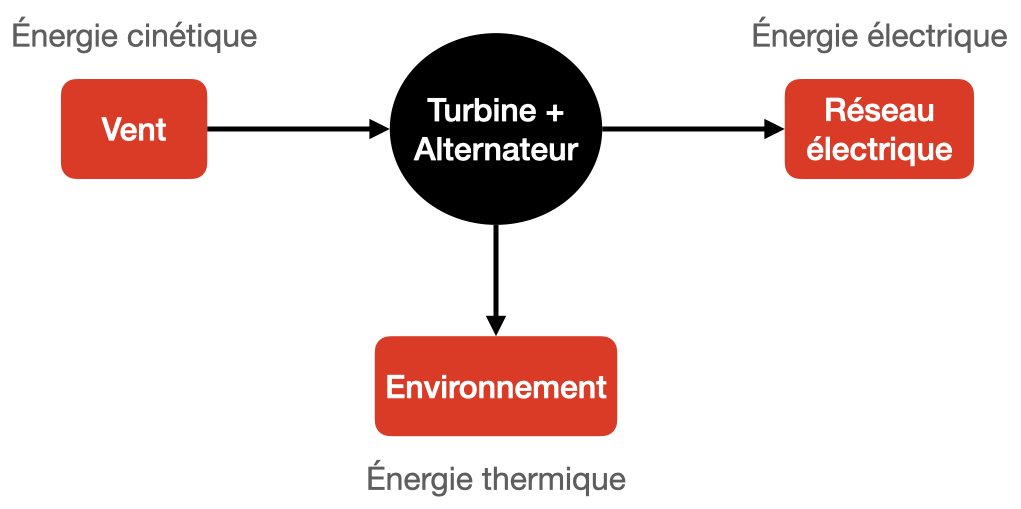 Énergie cinétique
Énergie électrique
Vent
Turbine +
Alternateur
Réseau
électrique
Environnement
Énergie thermique